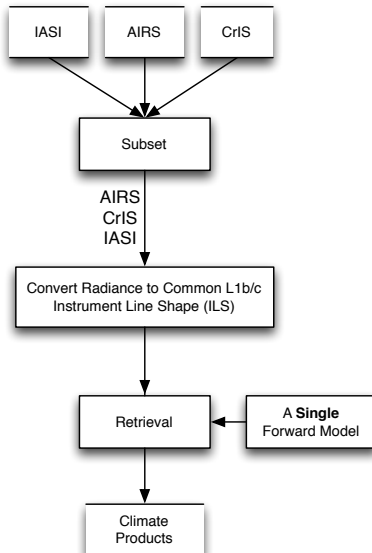 IASI
AIRS
CrIS
Subset
AIRS
CrIS
IASI
Convert Radiance to Common L1b/c
Instrument Line Shape (ILS)
Retrieval
A Single
Forward Model
Climate
Products